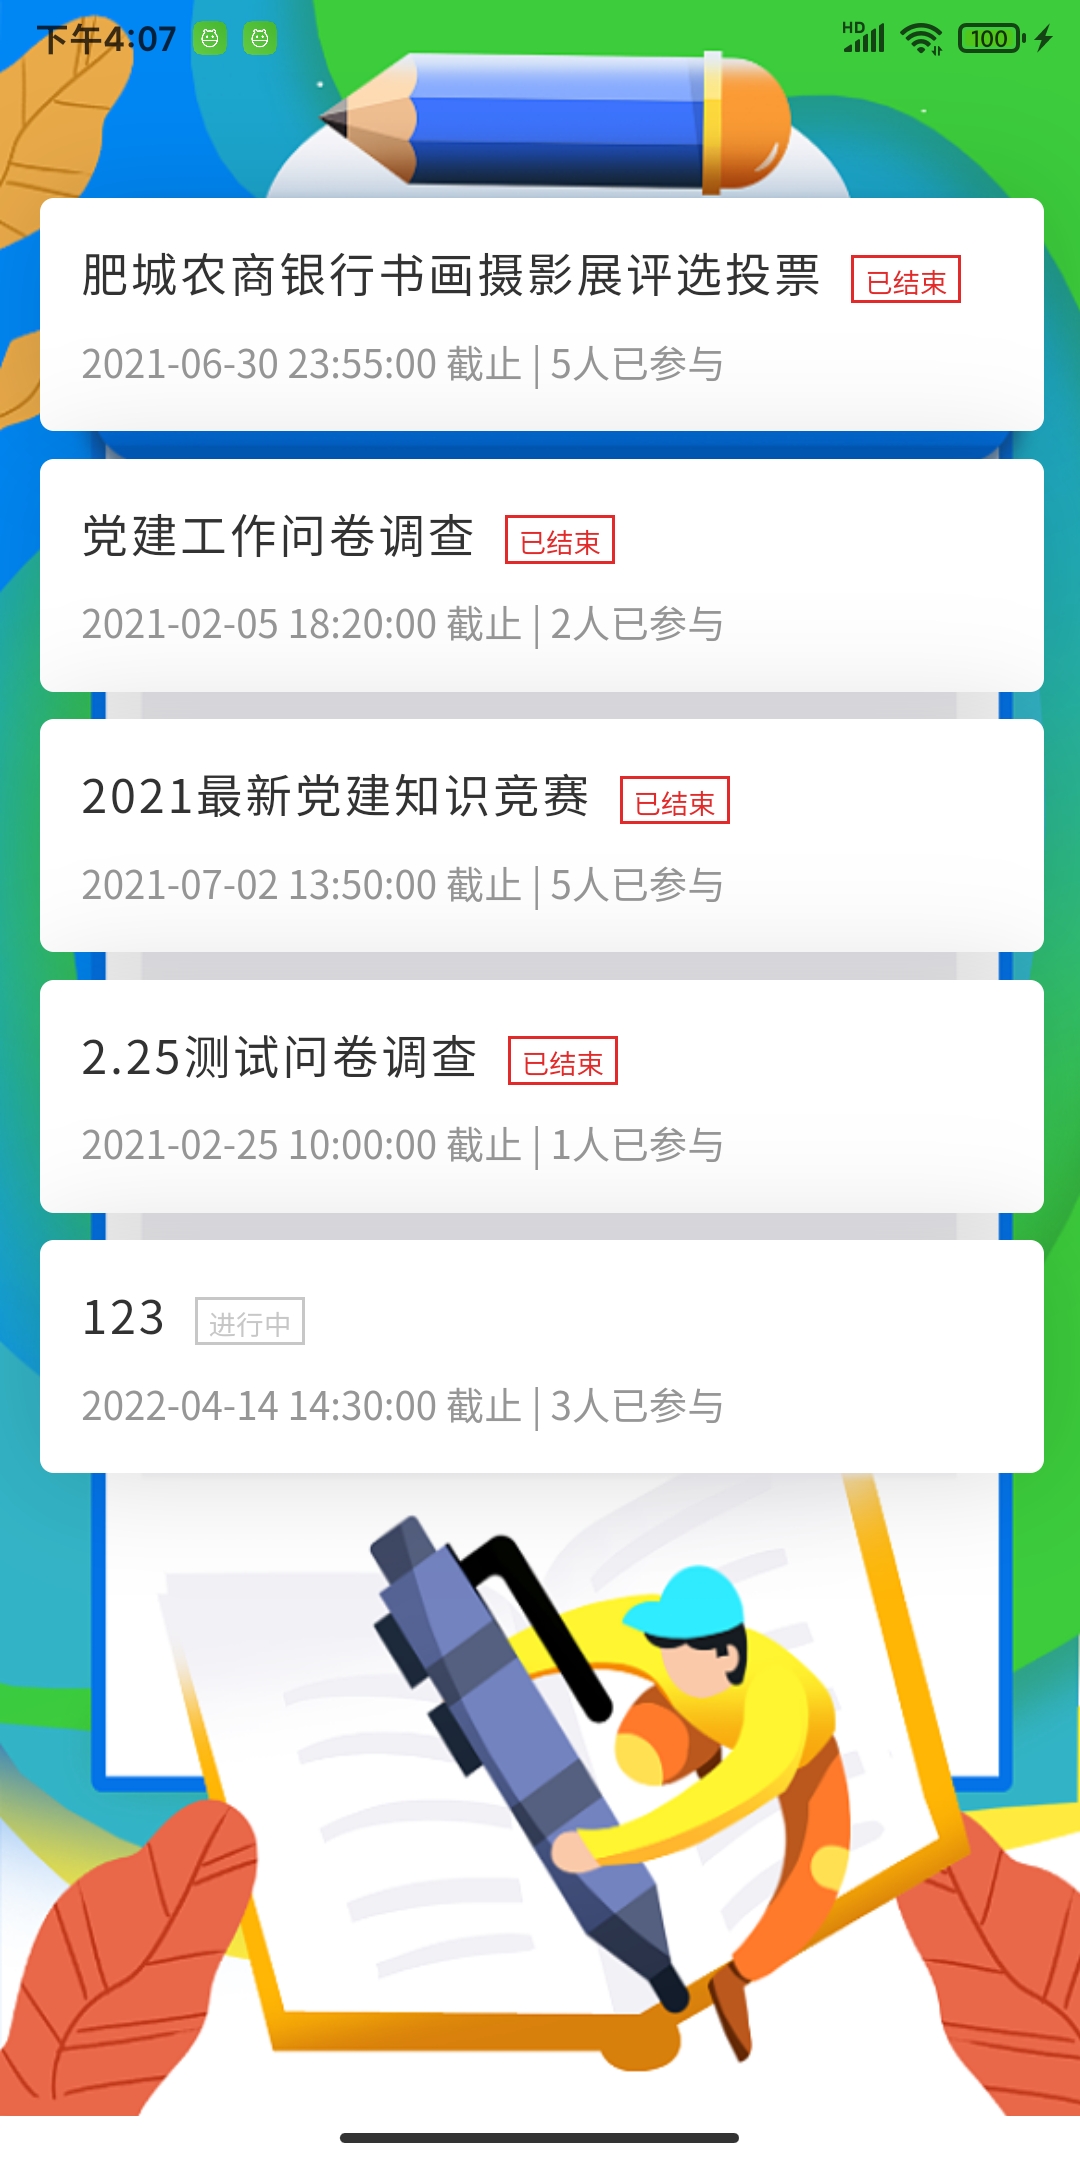 下午4:07 HD 100
肥城农商银行书画摄影展评选投票 已结束
2021-06-30 23:55:00 截止 | 5人已参与
党建工作问卷调查 已结束
2021-02-05 18:20:00 截止 | 2人已参与
2021最新党建知识竞赛 已结束
2021-07-02 13:50:00 截止 | 5人已参与
2.25测试问卷调查 已结束
2021-02-25 10:00:00 截止 | 1人已参与
123 进行中
2022-04-14 14:30:00 截止 | 3人已参与